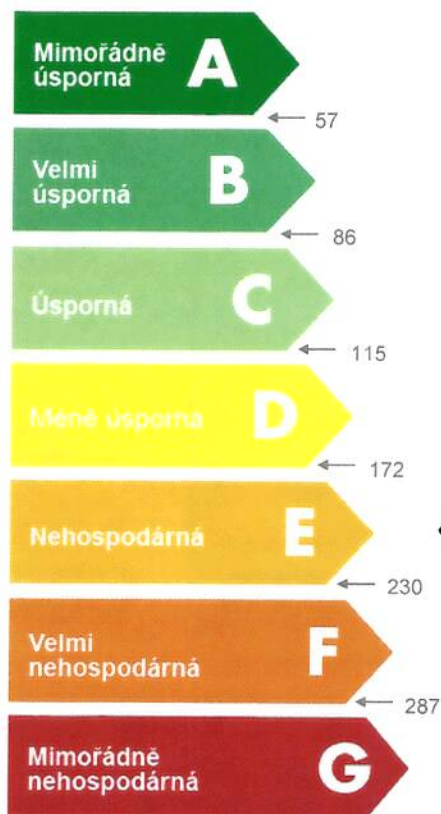 Mimořádně
úsporná
A
57
Velmi
úsporná
B
86
Úsporná
C
115
Méně úsporná
D
172
Nehospodárná
E
230
Velmi
nehospodárná
F
287
Mimořádně
nehospodárná
G